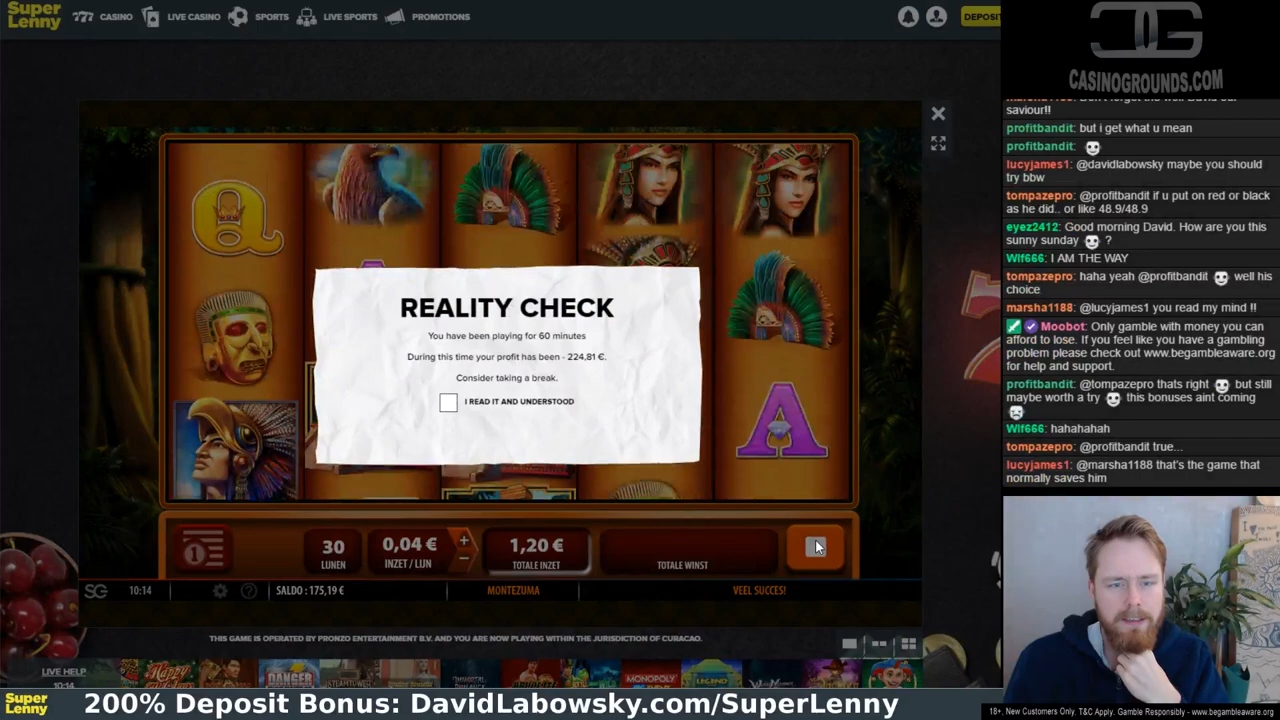 Super Lenny
CASINO
LIVE CASINO
SPORTS
LIVE SPORTS
PROMOTIONS
DEPOSIT
CASINOGROUNDS.COM
saviour!!
profitbandit: but i get what u mean
profitbandit:
lucyjames1: @davidlabowsky maybe you should
try bbw
tompazepro: @profitbandit if u put on red or black
as he did.. or like 48.9/48.9
eyez2412: Good morning David. How are you this
sunny sunday ?
Wlf666: I AM THE WAY
tompazepro: haha yeah @profitbandit well his
choice
marsha1188: @lucyjames1 you read my mind !!
Moobot: Only gamble with money you can
afford to lose. If you feel like you have a gambling
problem please check out www.begambleaware.org
for help and support.
profitbandit: @tompazepro thats right but still
maybe worth a try this bonuses aint coming
Wlf666: hahahahah
tompazepro: @profitbandit true...
lucyjames1: @marsha1188 that's the game that
normally saves him
Q
A
REALITY CHECK
You have been playing for 60 minutes
During this time your profit has been - 224,81 €.
Consider taking a break.
I READ IT AND UNDERSTOOD
1
30
LIJNEN
0,04 €
INZET / LIJN
+
−
1,20 €
TOTALE INZET
TOTALE WINST
SG
10:14
?
SALDO : 175,19 €
MONTEZUMA
VEEL SUCCES!
THIS GAME IS OPERATED BY PRONZO ENTERTAINMENT B.V. AND YOU ARE NOW PLAYING WITHIN THE JURISDICTION OF CURACAO.
LIVE HELP
10:14
DANGER
MONOPOLY
LEGEND
Super Lenny
200% Deposit Bonus: DavidLabowsky.com/SuperLenny
18+, New Customers Only, T&C Apply, Gamble Responsibly - www.begambleaware.org